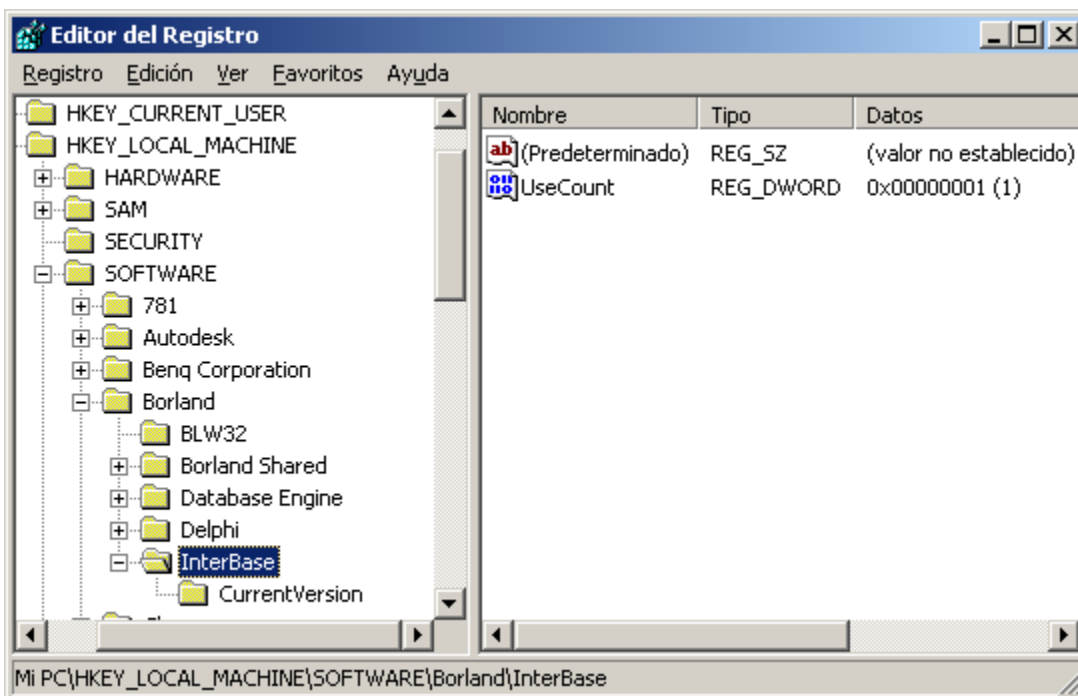 Editor del Registro
Registro Edición Ver Favoritos Ayuda
HKEY_CURRENT_USER
HKEY_LOCAL_MACHINE
HARDWARE
SAM
SECURITY
SOFTWARE
781
Autodesk
Benq Corporation
Borland
BLW32
Borland Shared
Database Engine
Delphi
InterBase
CurrentVersion
Nombre Tipo Datos
(Predeterminado) REG_SZ (valor no establecido)
UseCount REG_DWORD 0x00000001 (1)
Mi PC\HKEY_LOCAL_MACHINE\SOFTWARE\Borland\InterBase